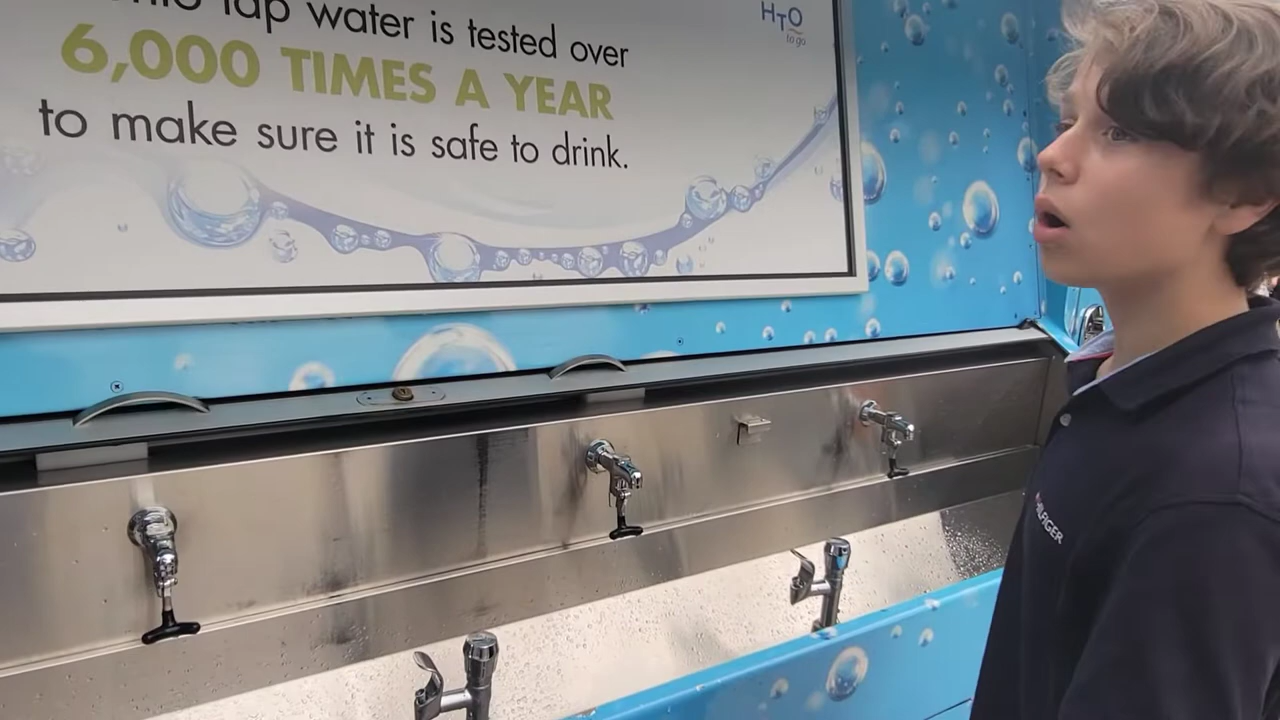 tap water is tested over
6,000 TIMES A YEAR
to make sure it is safe to drink.
HTO
to go
HILFIGER